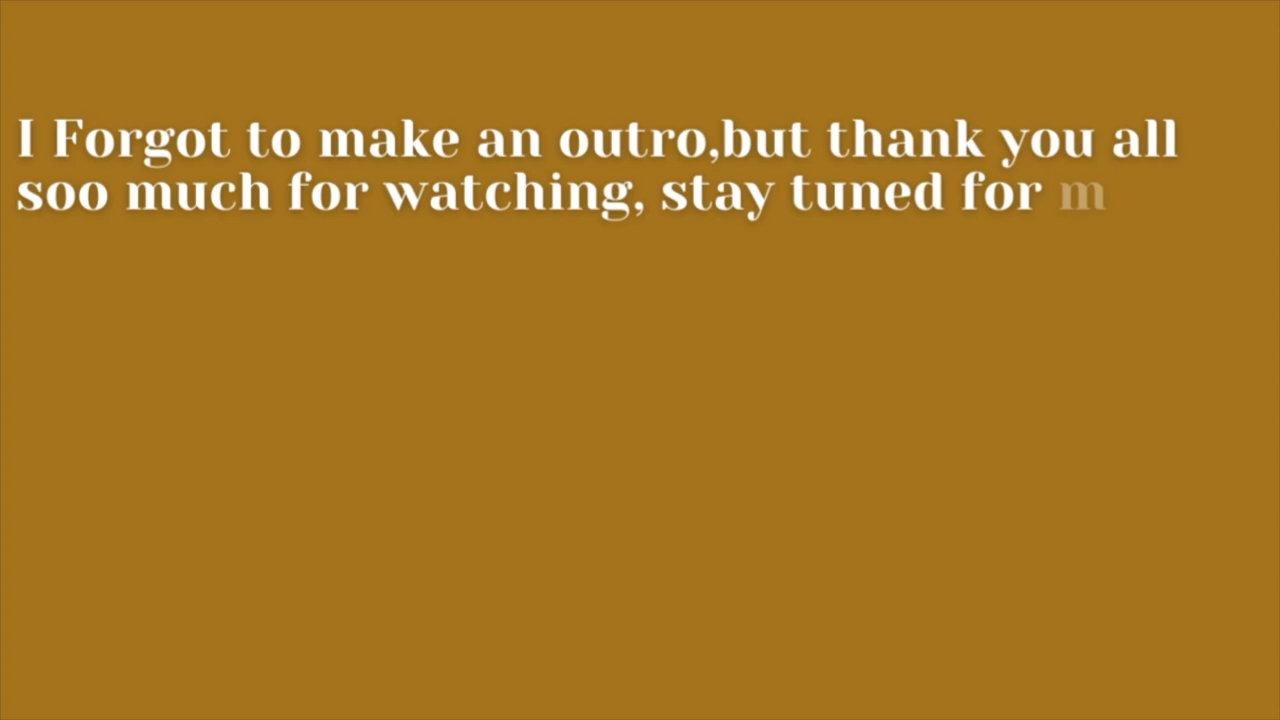 I Forgot to make an outro,but thank you all
soo much for watching, stay tuned for m